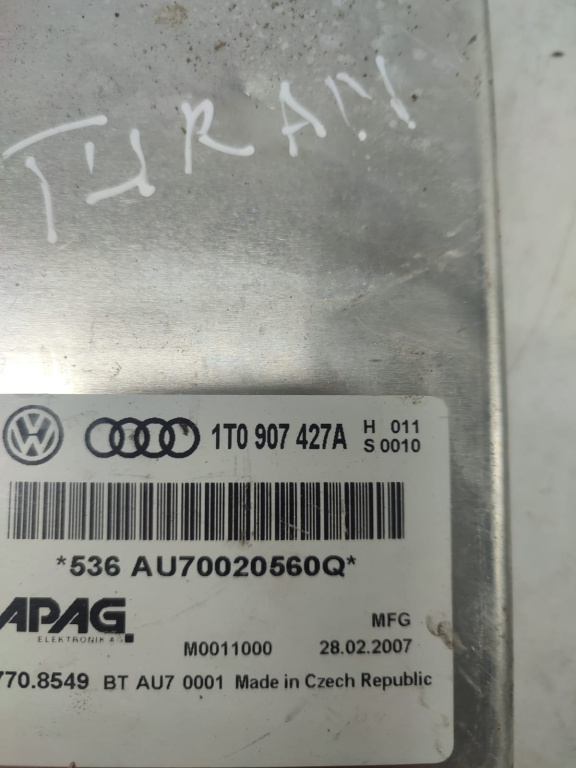 TURAN
1T0 907 427A H 011
S 0010
*536 AU70020560Q*
APAG
ELEKTRONIK AG
MFG
M0011000 28.02.2007
770.8549 BT AU7 0001 Made in Czech Republic